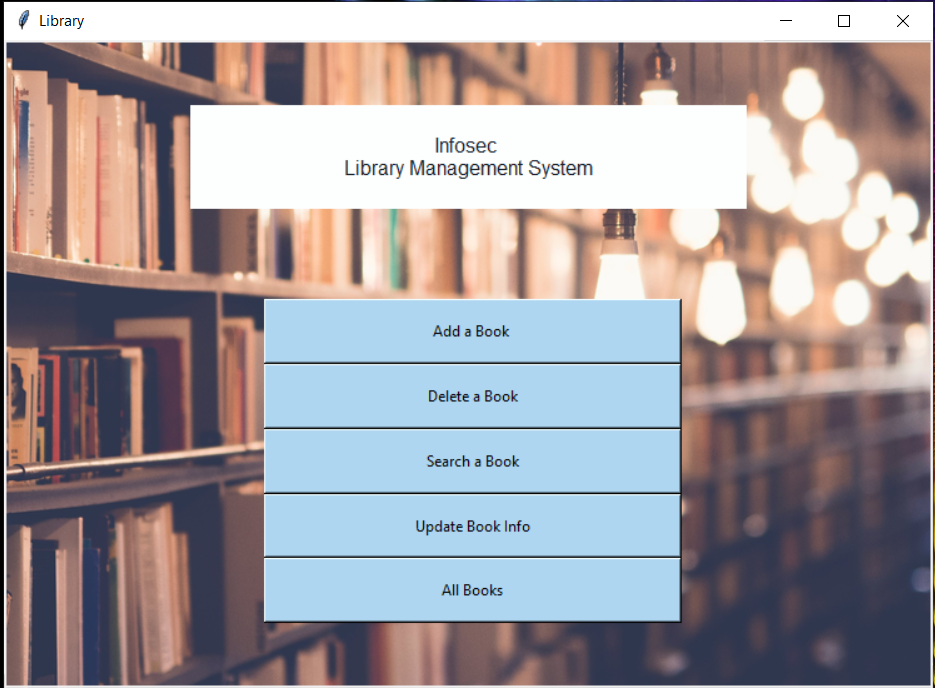 Library
Infosec
Library Management System
Add a Book
Delete a Book
Search a Book
Update Book Info
All Books